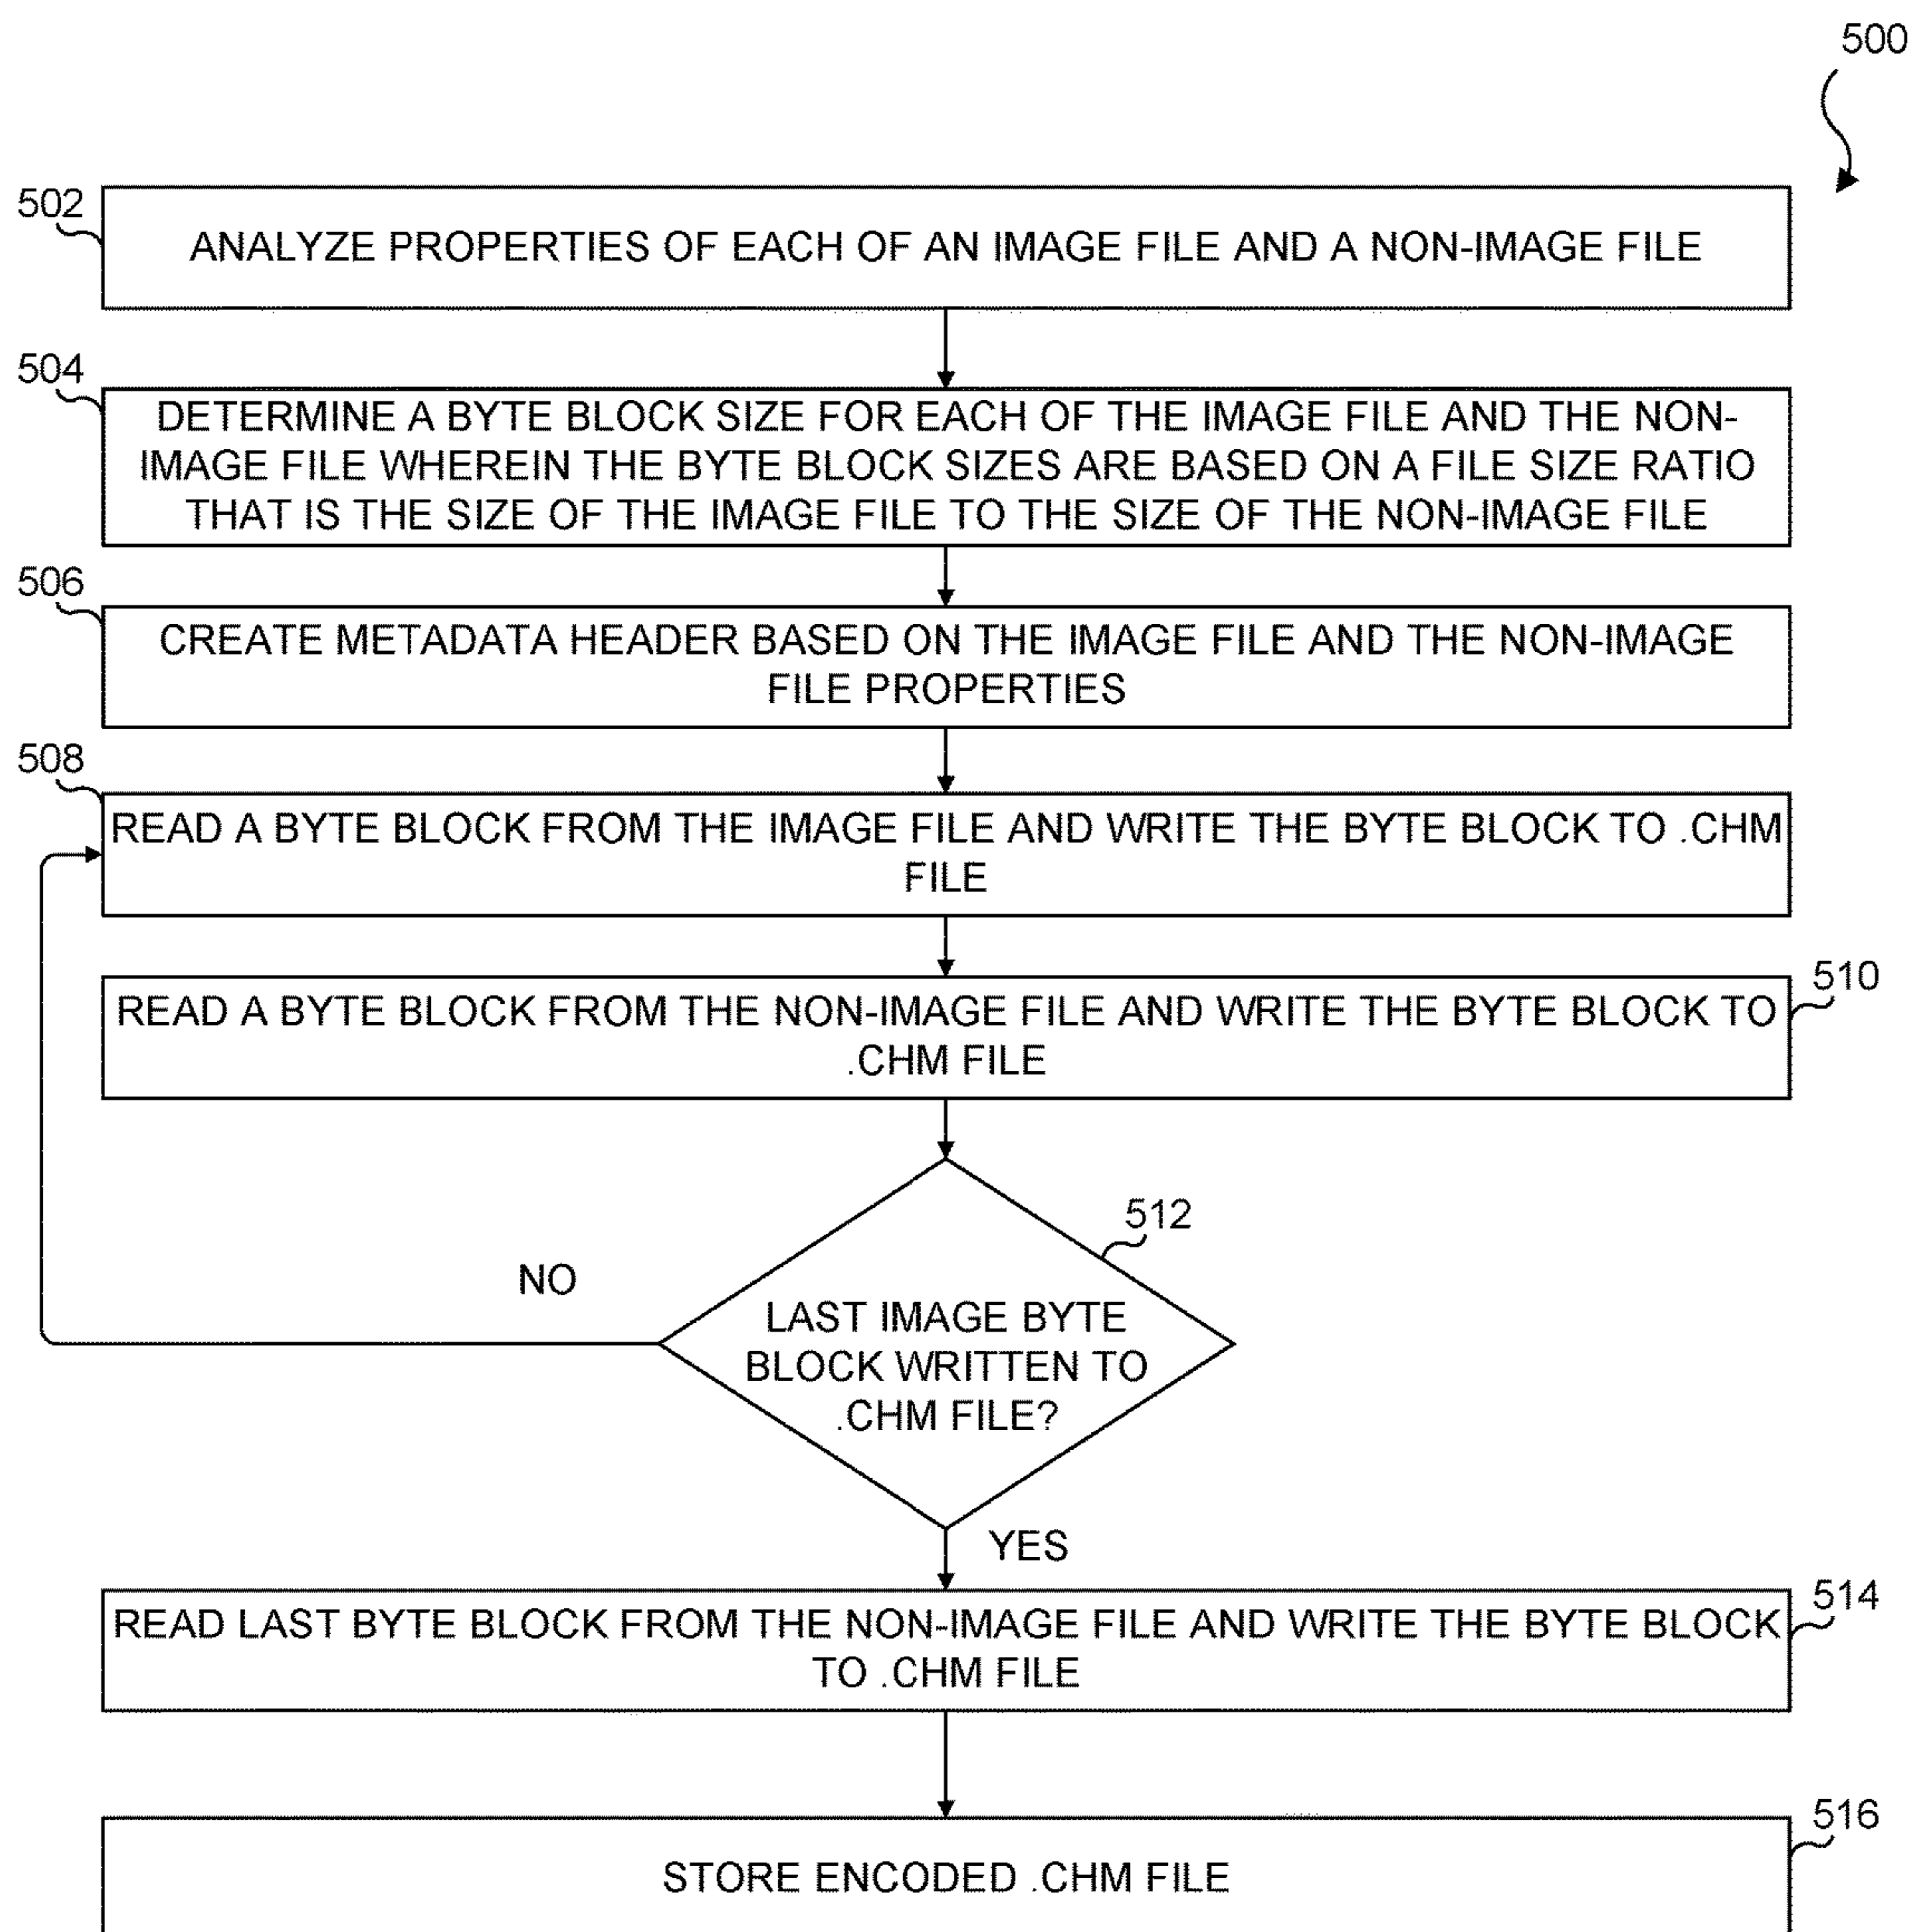 500
502
ANALYZE PROPERTIES OF EACH OF AN IMAGE FILE AND A NON-IMAGE FILE
504
DETERMINE A BYTE BLOCK SIZE FOR EACH OF THE IMAGE FILE AND THE NON-
IMAGE FILE WHEREIN THE BYTE BLOCK SIZES ARE BASED ON A FILE SIZE RATIO
THAT IS THE SIZE OF THE IMAGE FILE TO THE SIZE OF THE NON-IMAGE FILE
506
CREATE METADATA HEADER BASED ON THE IMAGE FILE AND THE NON-IMAGE
FILE PROPERTIES
508
READ A BYTE BLOCK FROM THE IMAGE FILE AND WRITE THE BYTE BLOCK TO .CHM
FILE
510
READ A BYTE BLOCK FROM THE NON-IMAGE FILE AND WRITE THE BYTE BLOCK TO
.CHM FILE
512
NO
LAST IMAGE BYTE
BLOCK WRITTEN TO
.CHM FILE?
YES
514
READ LAST BYTE BLOCK FROM THE NON-IMAGE FILE AND WRITE THE BYTE BLOCK
TO .CHM FILE
516
STORE ENCODED .CHM FILE